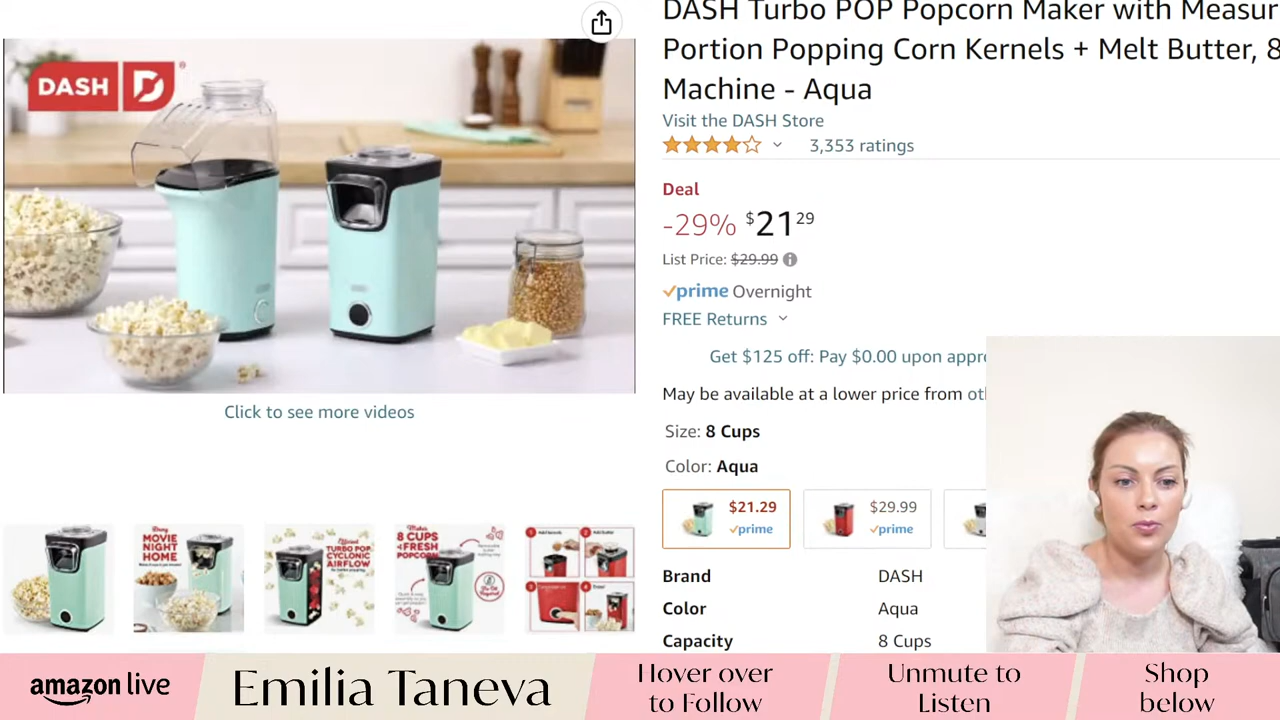 DASH
DASH Turbo POP Popcorn Maker with Measur
Portion Popping Corn Kernels + Melt Butter, 8
Machine - Aqua
Visit the DASH Store
3,353 ratings
Deal
-29% $21 29
List Price: $29.99
prime Overnight
FREE Returns
Get $125 off: Pay $0.00 upon appr
May be available at a lower price from ot
Size: 8 Cups
Color: Aqua
$21.29
prime
$29.99
prime
Brand DASH
Color Aqua
Capacity 8 Cups
Click to see more videos
MOVIE
NIGHT
HOME
TURBO POP
CYCLONIC
AIRFLOW
8 CUPS
FRESH
POPCORN
amazon live
Emilia Taneva
Hover over
to Follow
Unmute to
Listen
Shop
below